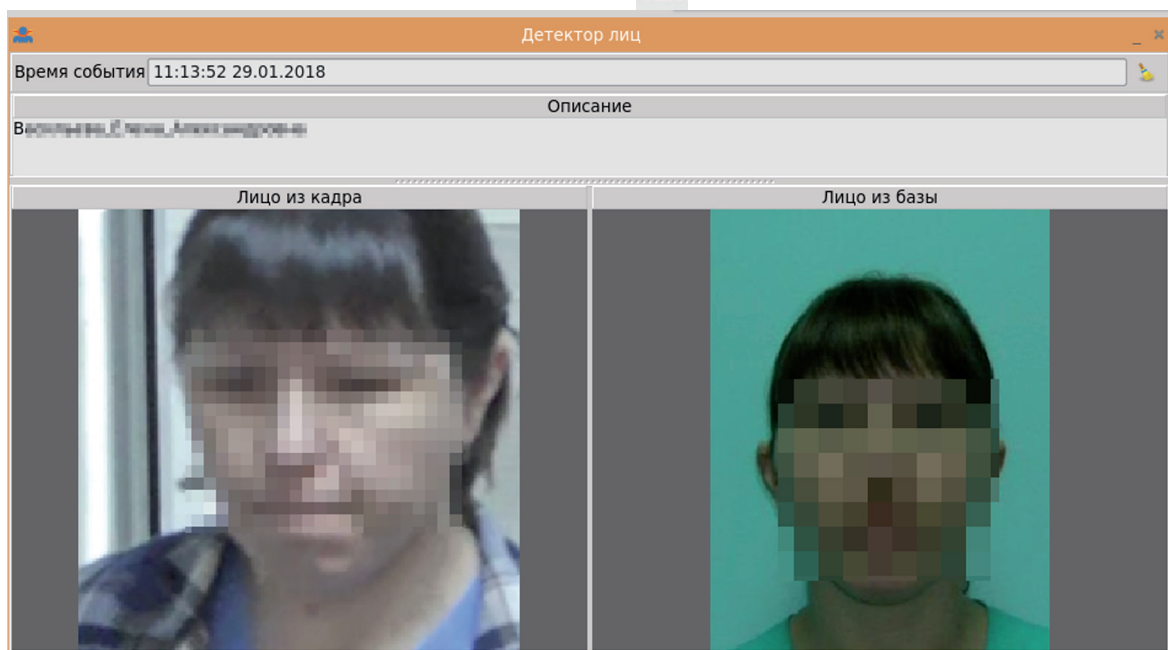 Детектор лиц
Время события 11:13:52 29.01.2018
Описание
Лицо из кадра
Лицо из базы